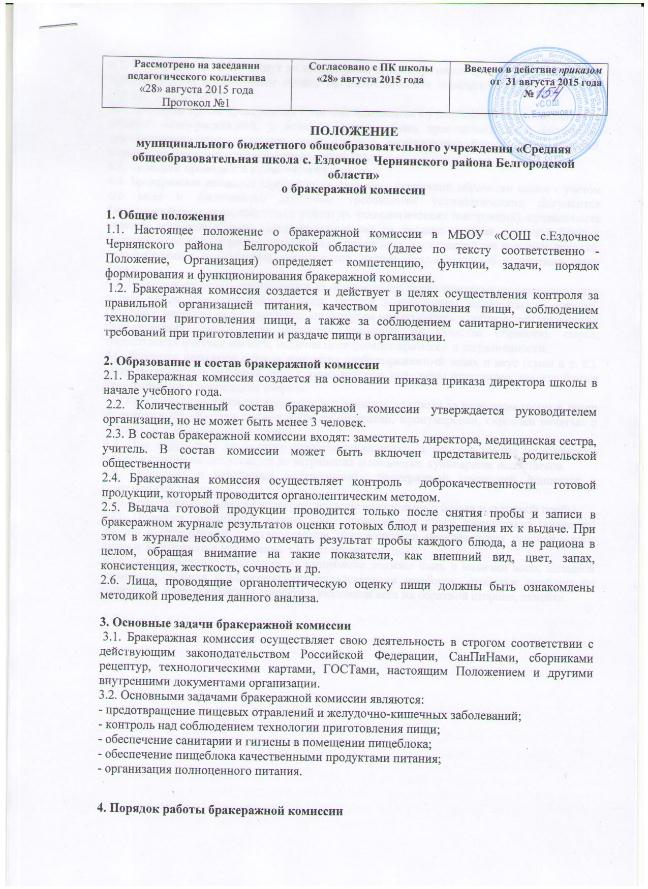 Рассмотрено на заседании
педагогического коллектива
«28» августа 2015 года
Протокол №1
Согласовано с ПК школы
«28» августа 2015 года
Введено в действие приказом
от 31 августа 2015 года
№ 154
«СОШ
с. Ездочное»
ПОЛОЖЕНИЕ
муниципального бюджетного общеобразовательного учреждения «Средняя
общеобразовательная школа с. Ездочное Чернянского района Белгородской
области»
о бракеражной комиссии
1. Общие положения
1.1. Настоящее положение о бракеражной комиссии в МБОУ «СОШ с.Ездочное
Чернянского района Белгородской области» (далее по тексту соответственно -
Положение, Организация) определяет компетенцию, функции, задачи, порядок
формирования и функционирования бракеражной комиссии.
1.2. Бракеражная комиссия создается и действует в целях осуществления контроля за
правильной организацией питания, качеством приготовления пищи, соблюдением
технологии приготовления пищи, а также за соблюдением санитарно-гигиенических
требований при приготовлении и раздаче пищи в организации.
2. Образование и состав бракеражной комиссии
2.1. Бракеражная комиссия создается на основании приказа приказа директора школы в
начале учебного года.
2.2. Количественный состав бракеражной комиссии утверждается руководителем
организации, но не может быть менее 3 человек.
2.3. В состав бракеражной комиссии входят: заместитель директора, медицинская сестра,
учитель. В состав комиссии может быть включен представитель родительской
общественности
2.4. Бракеражная комиссия осуществляет контроль доброкачественности готовой
продукции, который проводится органолептическим методом.
2.5. Выдача готовой продукции проводится только после снятия пробы и записи в
бракеражном журнале результатов оценки готовых блюд и разрешения их к выдаче. При
этом в журнале необходимо отмечать результат пробы каждого блюда, а не рациона в
целом, обращая внимание на такие показатели, как внешний вид, цвет, запах,
консистенция, жесткость, сочность и др.
2.6. Лица, проводящие органолептическую оценку пищи должны быть ознакомлены
методикой проведения данного анализа.
3. Основные задачи бракеражной комиссии
3.1. Бракеражная комиссия осуществляет свою деятельность в строгом соответствии с
действующим законодательством Российской Федерации, СанПиНами, сборниками
рецептур, технологическими картами, ГОСТами, настоящим Положением и другими
внутренними документами организации.
3.2. Основными задачами бракеражной комиссии являются:
- предотвращение пищевых отравлений и желудочно-кишечных заболеваний;
- контроль над соблюдением технологии приготовления пищи;
- обеспечение санитарии и гигиены в помещении пищеблока;
- обеспечение пищеблока качественными продуктами питания;
- организация полноценного питания.
4. Порядок работы бракеражной комиссии